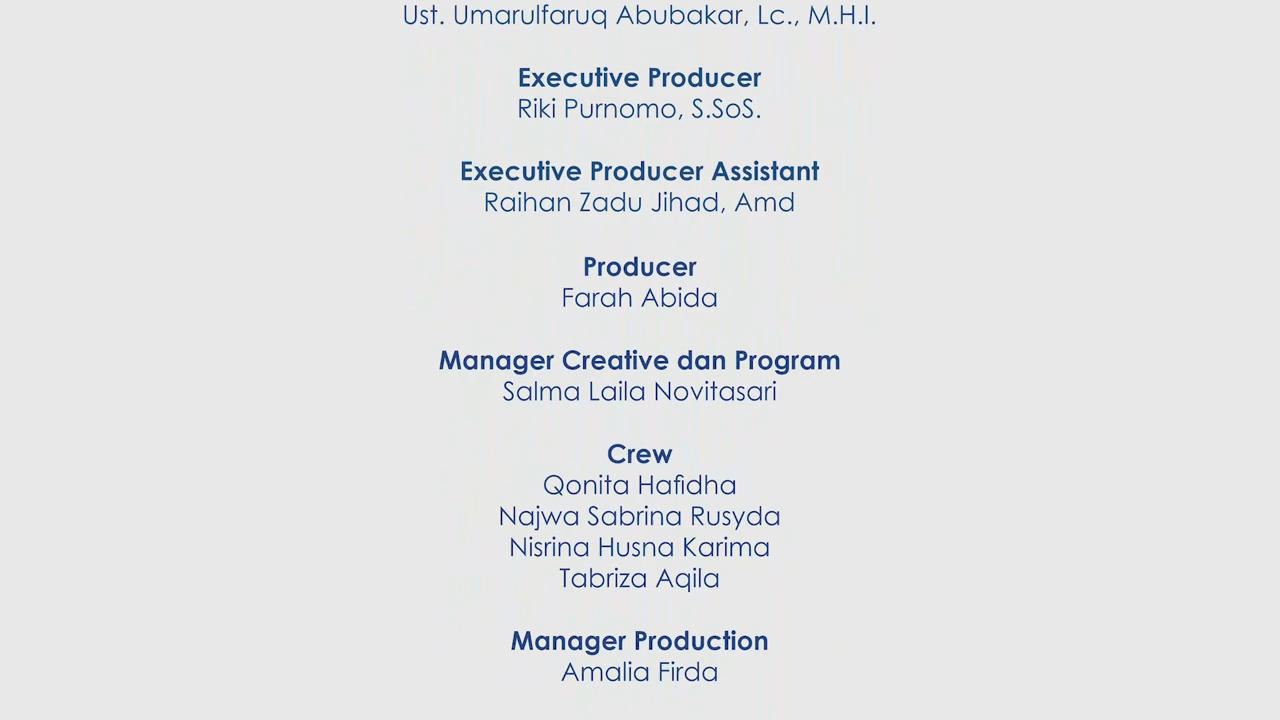 Ust. Umarulfaruq Abubakar, Lc., M.H.I.
Executive Producer
Riki Purnomo, S.SoS.
Executive Producer Assistant
Raihan Zadu Jihad, Amd
Producer
Farah Abida
Manager Creative dan Program
Salma Laila Novitasari
Crew
Qonita Hafidha
Najwa Sabrina Rusyda
Nisrina Husna Karima
Tabriza Aqila
Manager Production
Amalia Firda